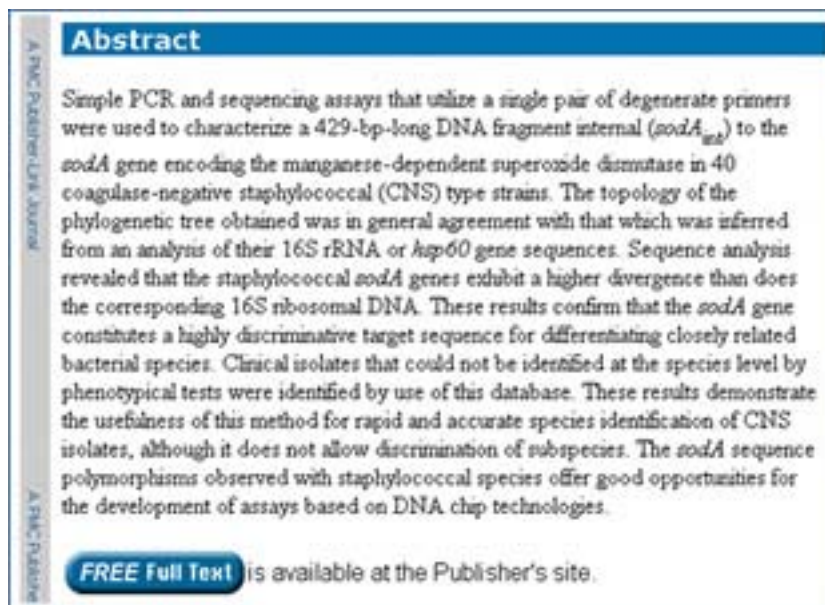 Abstract
Simple PCR and sequencing assays that utilize a single pair of degenerate primers
were used to characterize a 429-bp-long DNA fragment internal (sodA_int) to the
sodA gene encoding the manganese-dependent superoxide dismutase in 40
coagulase-negative staphylococcal (CNS) type strains. The topology of the
phylogenetic tree obtained was in general agreement with that which was inferred
from an analysis of their 16S rRNA or hsp60 gene sequences. Sequence analysis
revealed that the staphylococcal sodA genes exhibit a higher divergence than does
the corresponding 16S ribosomal DNA. These results confirm that the sodA gene
constitutes a highly discriminative target sequence for differentiating closely related
bacterial species. Clinical isolates that could not be identified at the species level by
phenotypical tests were identified by use of this database. These results demonstrate
the usefulness of this method for rapid and accurate species identification of CNS
isolates, although it does not allow discrimination of subspecies. The sodA sequence
polymorphisms observed with staphylococcal species offer good opportunities for
the development of assays based on DNA chip technologies.
FREE Full Text is available at the Publisher's site.
A PMC Publisher-Link Journal
A PMC Publishe